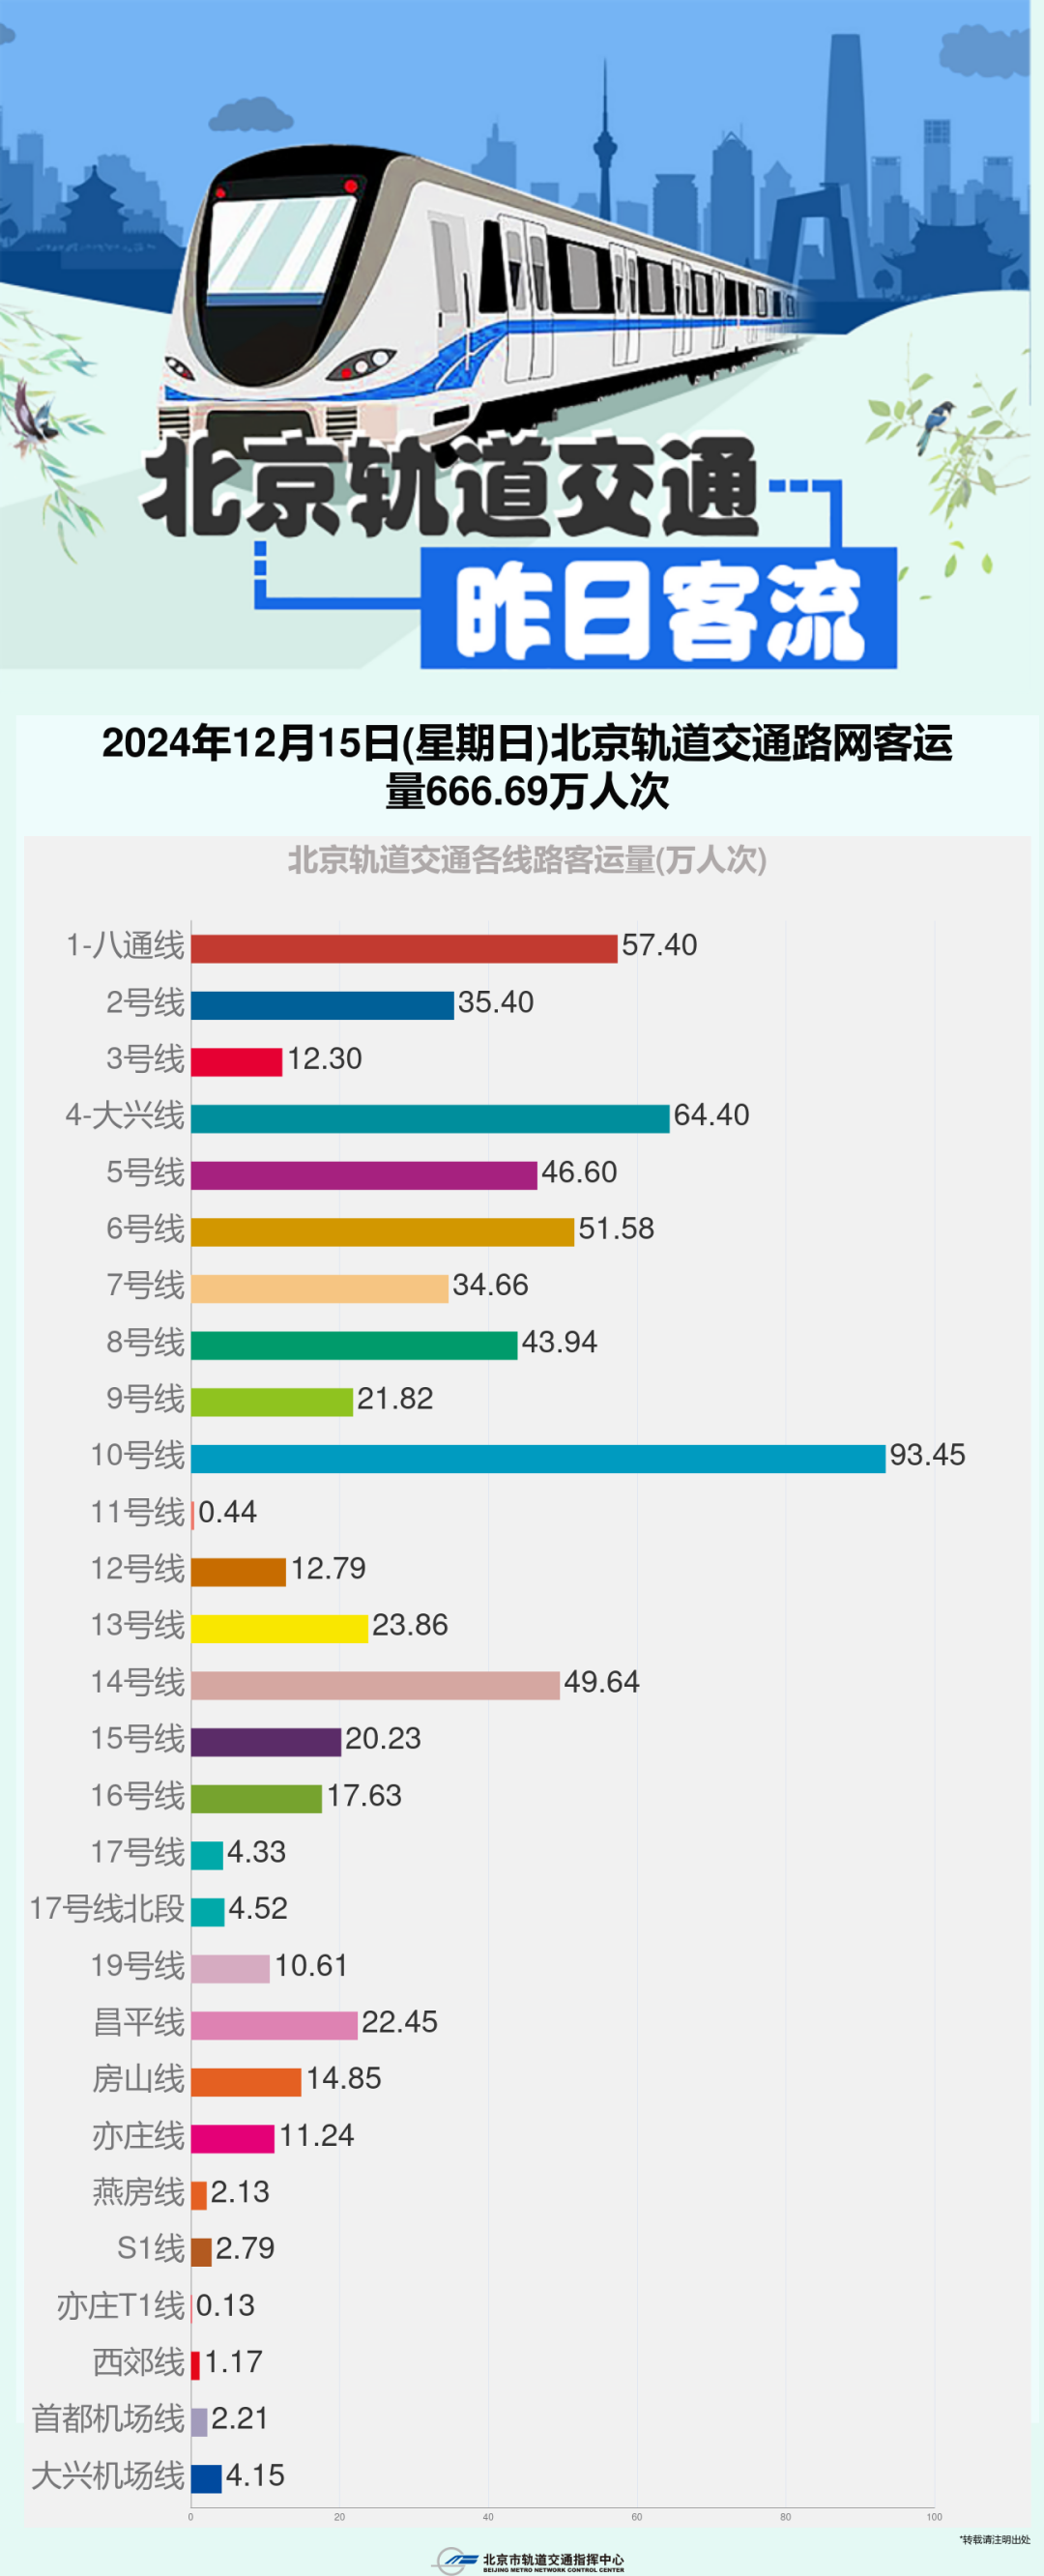 北京轨道交通
昨日客流
2024年12月15日(星期日)北京轨道交通路网客运
量666.69万人次
北京轨道交通各线路客运量(万人次)
1-八通线 57.40
2号线 35.40
3号线 12.30
4-大兴线 64.40
5号线 46.60
6号线 51.58
7号线 34.66
8号线 43.94
9号线 21.82
10号线 93.45
11号线 0.44
12号线 12.79
13号线 23.86
14号线 49.64
15号线 20.23
16号线 17.63
17号线 4.33
17号线北段 4.52
19号线 10.61
昌平线 22.45
房山线 14.85
亦庄线 11.24
燕房线 2.13
S1线 2.79
亦庄T1线 0.13
西郊线 1.17
首都机场线 2.21
大兴机场线 4.15
0 20 40 60 80 100
*转载请注明出处
北京市轨道交通指挥中心
BEIJING METRO NETWORK CONTROL CENTER